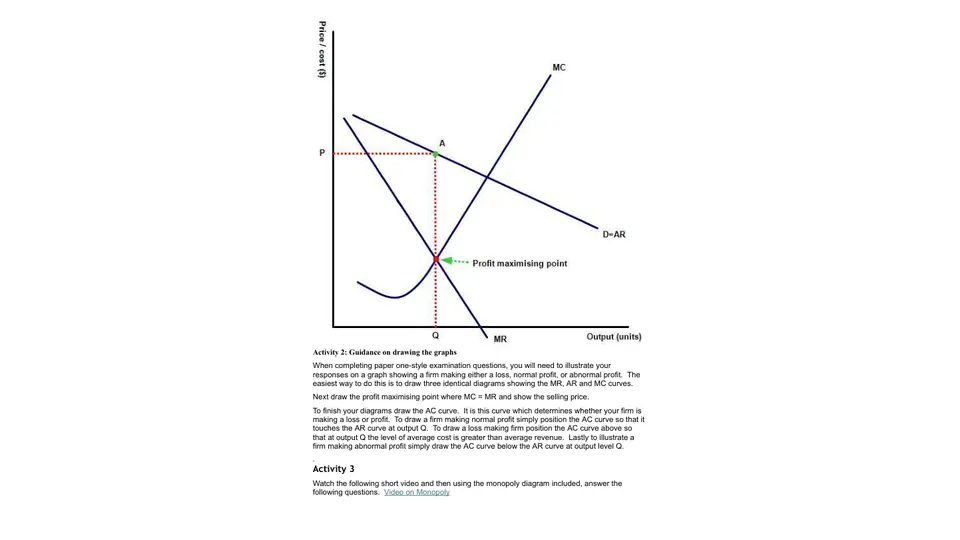 Price / cost ($)
MC
A
P
D=AR
Profit maximising point
Q
MR
Output (units)
Activity 2: Guidance on drawing the graphs
When completing paper one-style examination questions, you will need to illustrate your
responses on a graph showing a firm making either a loss, normal profit, or abnormal profit. The
easiest way to do this is to draw three identical diagrams showing the MR, AR and MC curves.
Next draw the profit maximising point where MC = MR and show the selling price.
To finish your diagrams draw the AC curve. It is this curve which determines whether your firm is
making a loss or profit. To draw a firm making normal profit simply position the AC curve so that it
touches the AR curve at output Q. To draw a loss making firm position the AC curve above so
that at output Q the level of average cost is greater than average revenue. Lastly to illustrate a
firm making abnormal profit simply draw the AC curve below the AR curve at output level Q.
.
Activity 3
Watch the following short video and then using the monopoly diagram included, answer the
following questions. Video on Monopoly